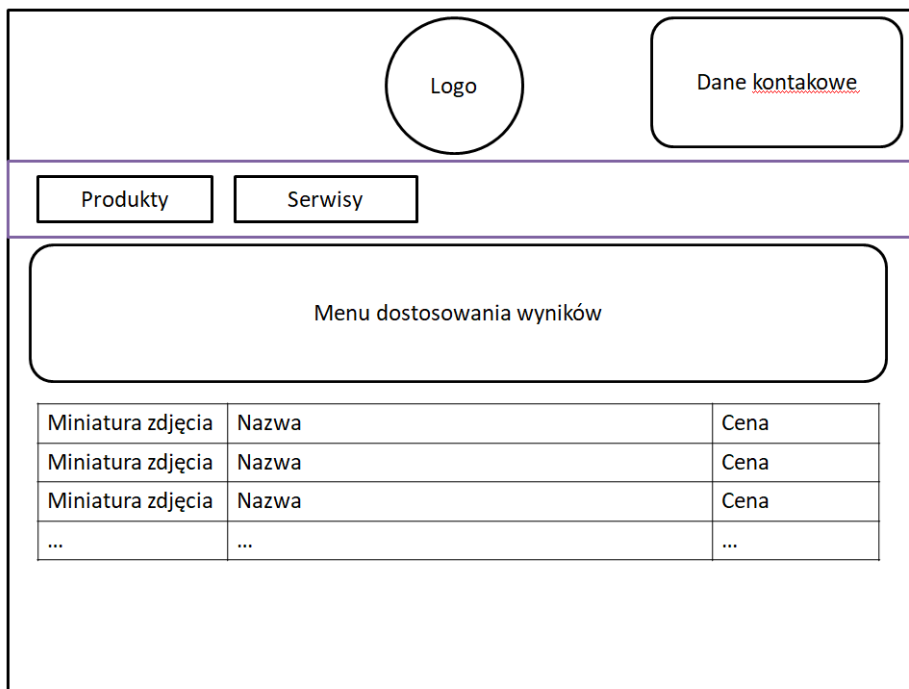 Logo
Dane kontakowe
Produkty Serwisy
Menu dostosowania wyników
Miniatura zdjęcia Nazwa Cena
Miniatura zdjęcia Nazwa Cena
Miniatura zdjęcia Nazwa Cena
... ... ...